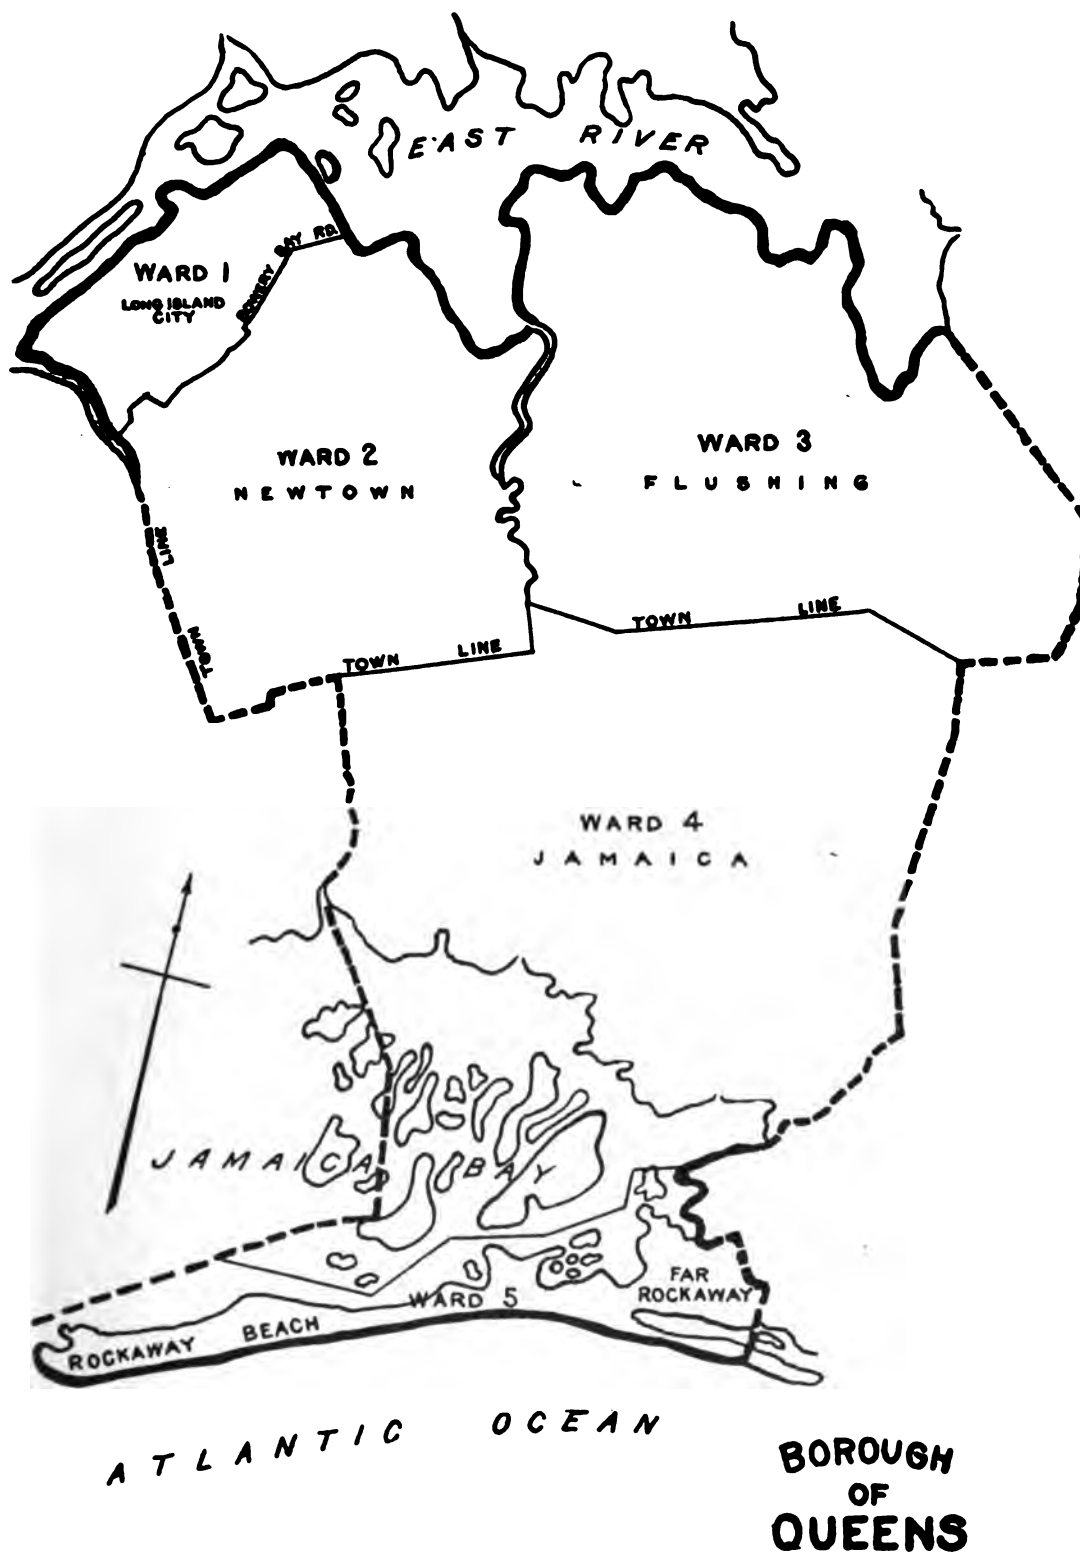 EAST RIVER
BOWERY BAY RD.
WARD 1
LONG ISLAND
CITY
WARD 2
NEWTOWN
WARD 3
FLUSHING
TOWN LINE
TOWN LINE
TOWN LINE
WARD 4
JAMAICA
JAMAICA BAY
FAR
ROCKAWAY
WARD 5
ROCKAWAY BEACH
ATLANTIC OCEAN
BOROUGH
OF
QUEENS